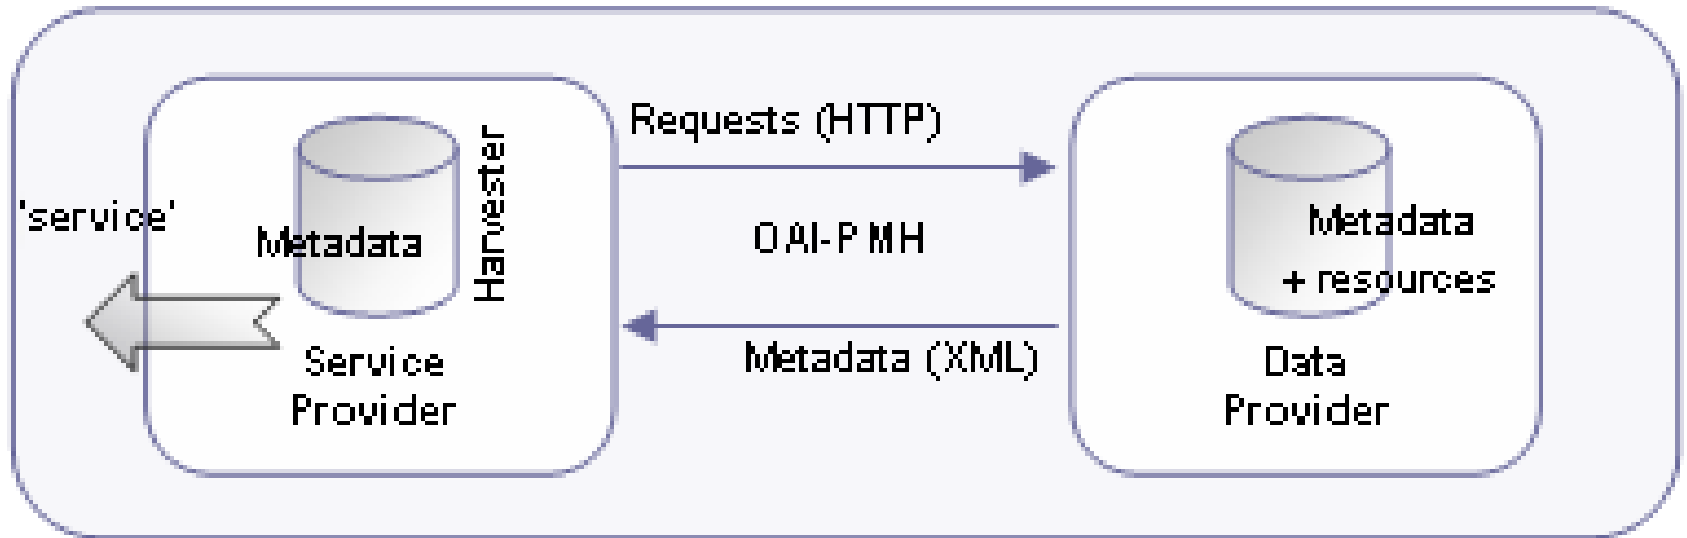 'service'
Metadata
Harvester
Service
Provider
Requests (HTTP)
OAI-PMH
Metadata (XML)
Metadata
+ resources
Data
Provider